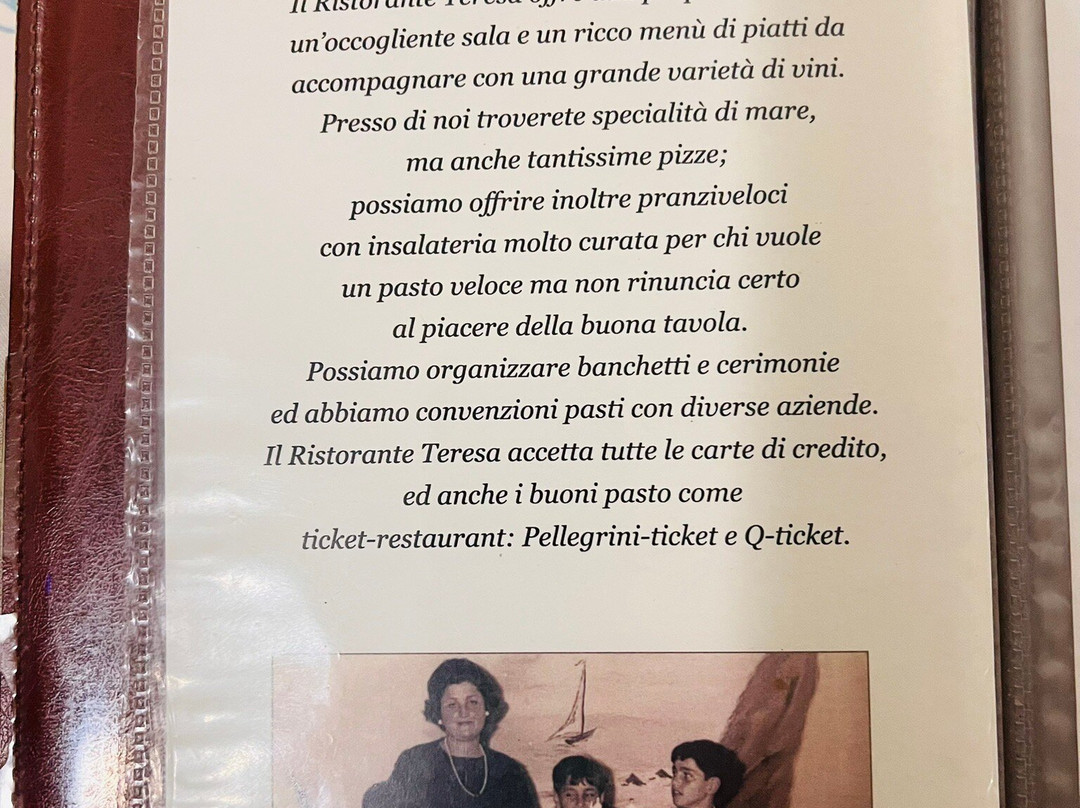 Il Ristorante Teresa
un'occogliente sala e un ricco menù di piatti da
accompagnare con una grande varietà di vini.
Presso di noi troverete specialità di mare,
ma anche tantissime pizze;
possiamo offrire inoltre pranziveloci
con insalateria molto curata per chi vuole
un pasto veloce ma non rinuncia certo
al piacere della buona tavola.
Possiamo organizzare banchetti e cerimonie
ed abbiamo convenzioni pasti con diverse aziende.
Il Ristorante Teresa accetta tutte le carte di credito,
ed anche i buoni pasto come
ticket-restaurant: Pellegrini-ticket e Q-ticket.